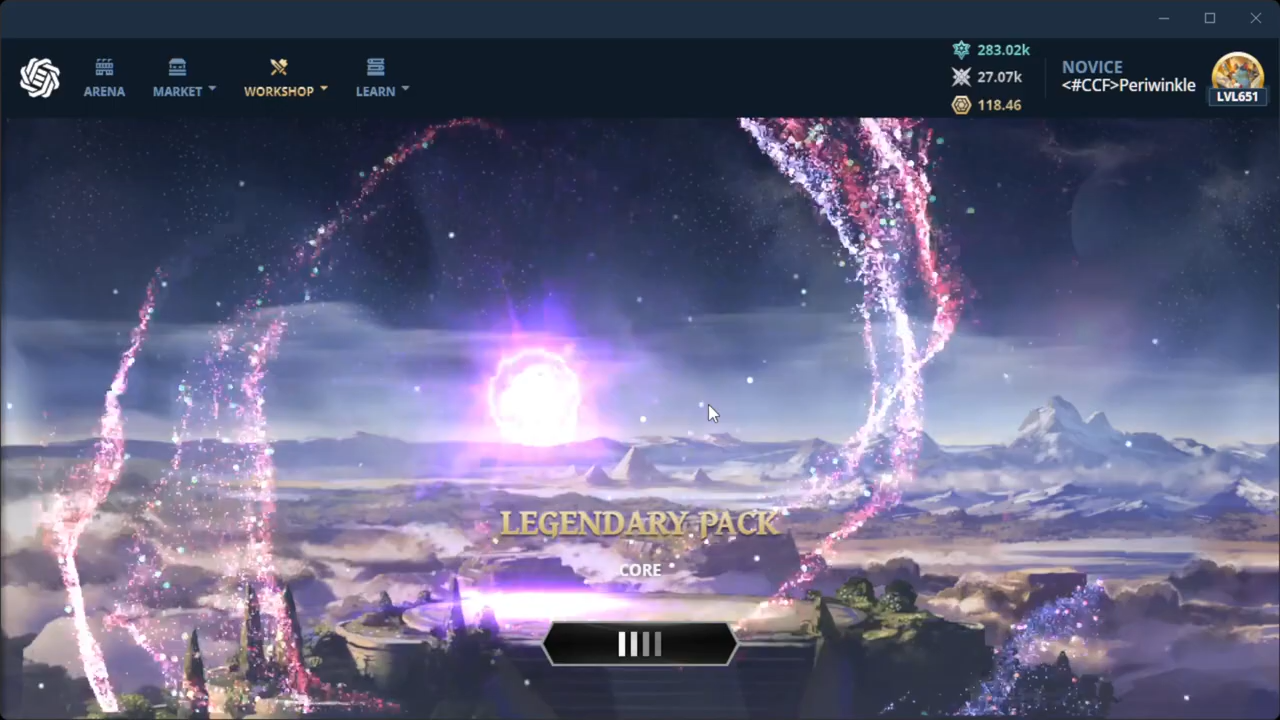 ARENA
MARKET
WORKSHOP
LEARN
283.02k
27.07k
118.46
NOVICE
<#CCF>Periwinkle
LVL651
LEGENDARY PACK
CORE